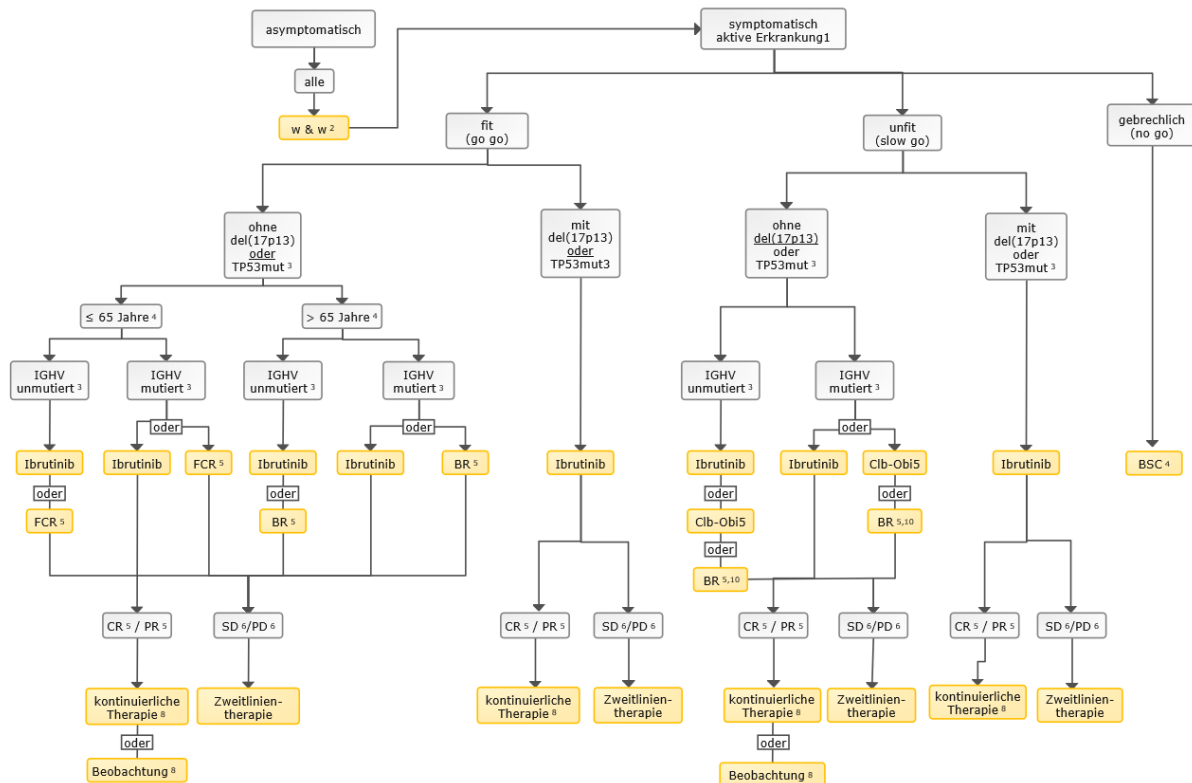 asymptomatisch
symptomatisch
aktive Erkrankung1
alle
w & w 2
fit
(go go)
unfit
(slow go)
gebrechlich
(no go)
ohne
del(17p13)
oder
TP53mut 3
mit
del(17p13)
oder
TP53mut3
ohne
del(17p13)
oder
TP53mut 3
mit
del(17p13)
oder
TP53mut 3
≤ 65 Jahre 4
> 65 Jahre 4
IGHV
unmutiert 3
IGHV
mutiert 3
IGHV
unmutiert 3
IGHV
mutiert 3
IGHV
unmutiert 3
IGHV
mutiert 3
oder
oder
oder
Ibrutinib
Ibrutinib
FCR 5
Ibrutinib
Ibrutinib
BR 5
Ibrutinib
Ibrutinib
Ibrutinib
Clb-Obi5
Ibrutinib
BSC 4
oder
oder
oder
oder
FCR 5
BR 5
Clb-Obi5
BR 5,10
oder
BR 5,10
CR 5 / PR 5
SD 6/PD 6
CR 5 / PR 5
SD 6/PD 6
CR 5 / PR 5
SD 6/PD 6
CR 5 / PR 5
SD 6/PD 6
kontinuierliche
Therapie 8
Zweitlinien-
therapie
kontinuierliche
Therapie 8
Zweitlinien-
therapie
kontinuierliche
Therapie 8
Zweitlinien-
therapie
kontinuierliche
Therapie 8
Zweitlinien-
therapie
oder
oder
Beobachtung 8
Beobachtung 8